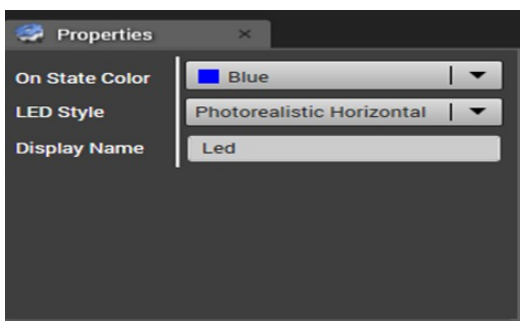 Properties ×
On State Color Blue
LED Style Photorealistic Horizontal
Display Name Led